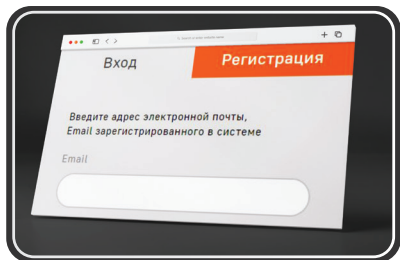 Вход
Регистрация
Введите адрес электронной почты,
Email зарегистрированного в системе
Email